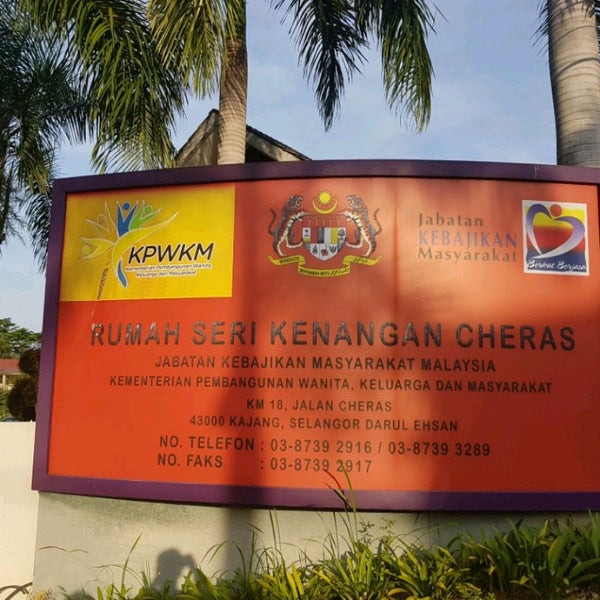 KPWKM
Kementerian Pembangunan Wanita,
Keluarga dan Masyarakat
Jabatan
KEBAJIKAN
Masyarakat
Berkat Berjasa
RUMAH SERI KENANGAN CHERAS
JABATAN KEBAJIKAN MASYARAKAT MALAYSIA
KEMENTERIAN PEMBANGUNAN WANITA, KELUARGA DAN MASYARAKAT
KM 18, JALAN CHERAS
43000 KAJANG, SELANGOR DARUL EHSAN
NO. TELEFON : 03-8739 2916 / 03-8739 3289
NO. FAKS : 03-8739 2917